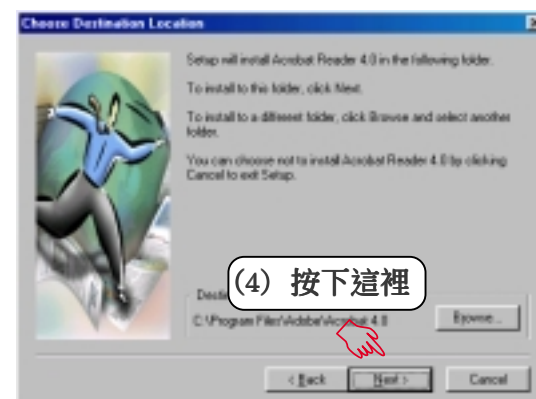 Choose Destination Location
Setup will install Acrobat Reader 4.0 in the following folder.
To install to this folder, click Next.
To install to a different folder, click Browse and select another
folder.
You can choose not to install Acrobat Reader 4.0 by clicking
Cancel to exit Setup.
(4) 按下這裡
Desti
C:\Program Files\Adobe\Acrobat 4.0
Browse...
< Back
Next >
Cancel